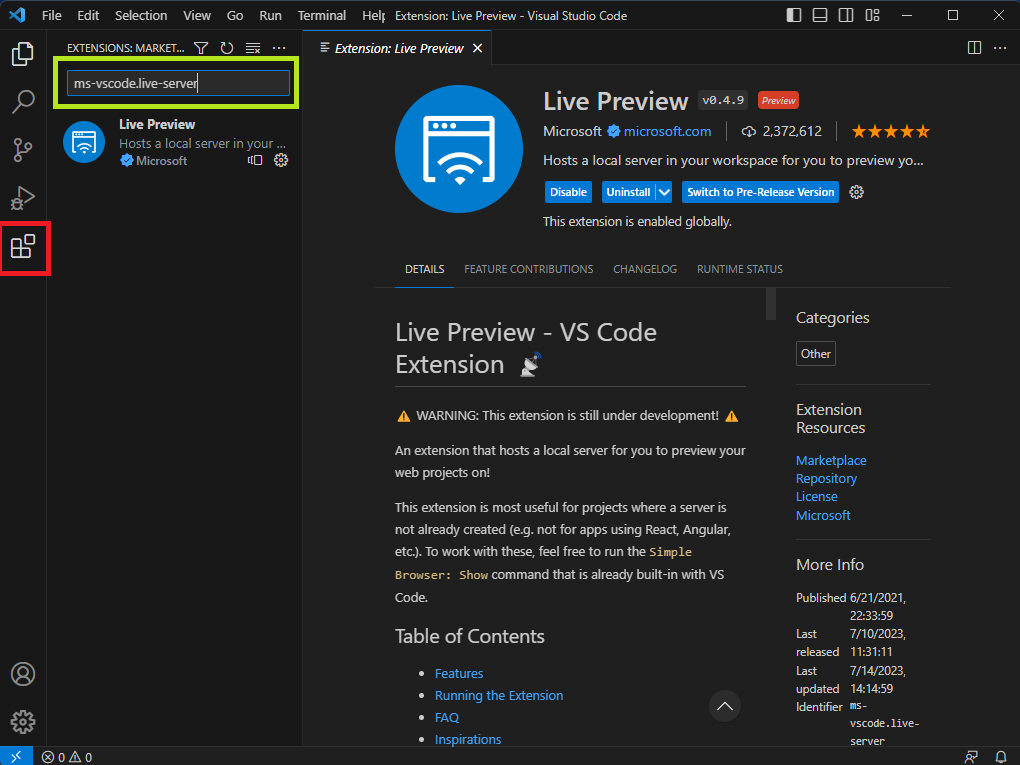 File Edit Selection View Go Run Terminal Help Extension: Live Preview - Visual Studio Code
EXTENSIONS: MARKET...
ms-vscode.live-server
Live Preview
Hosts a local server in your ...
Microsoft
Extension: Live Preview
Live Preview v0.4.9 Preview
Microsoft microsoft.com 2,372,612
Hosts a local server in your workspace for you to preview yo...
Disable Uninstall Switch to Pre-Release Version
This extension is enabled globally.
DETAILS FEATURE CONTRIBUTIONS CHANGELOG RUNTIME STATUS
Live Preview - VS Code
Extension
WARNING: This extension is still under development!
An extension that hosts a local server for you to preview your
web projects on!
This extension is most useful for projects where a server is
not already created (e.g. not for apps using React, Angular,
etc.). To work with these, feel free to run the Simple
Browser: Show command that is already built-in with VS
Code.
Table of Contents
• Features
• Running the Extension
• FAQ
• Inspirations
Categories
Other
Extension
Resources
Marketplace
Repository
License
Microsoft
More Info
Published 6/21/2021,
22:33:59
Last 7/10/2023,
released 11:31:11
Last 7/14/2023,
updated 14:14:59
Identifier ms-
vscode.live-
server
0 0